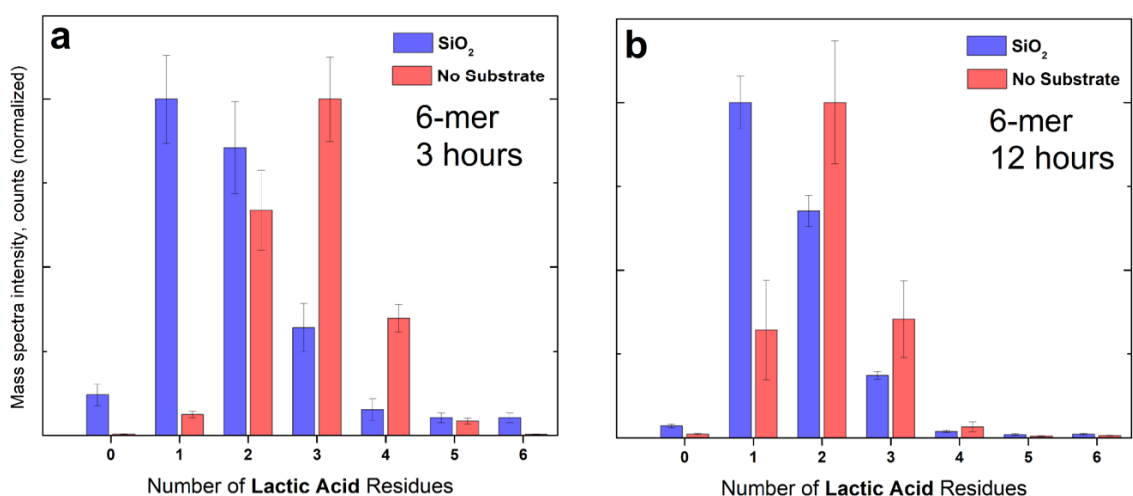 a
SiO2
No Substrate
6-mer
3 hours
Mass spectra intensity, counts (normalized)
0 1 2 3 4 5 6
Number of Lactic Acid Residues
b
SiO2
No Substrate
6-mer
12 hours
0 1 2 3 4 5 6
Number of Lactic Acid Residues